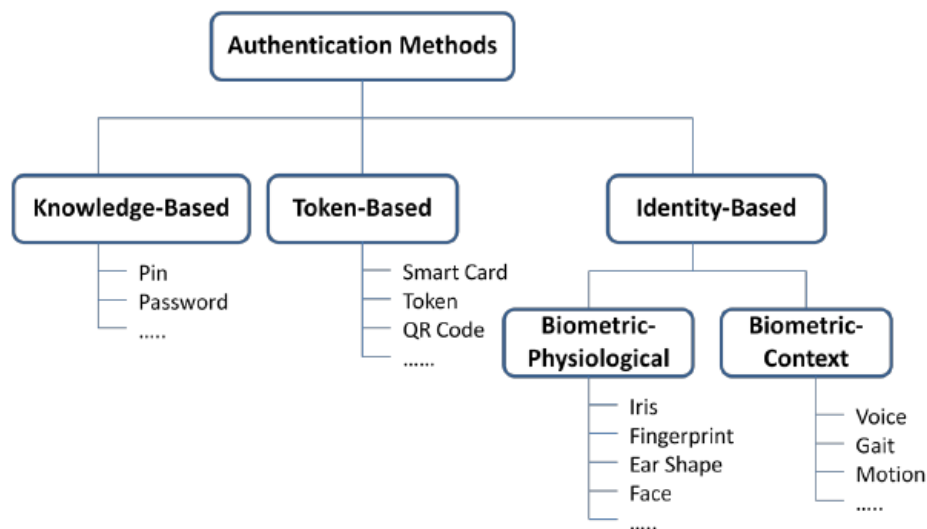 Authentication Methods
Knowledge-Based
Pin
Password
.....
Token-Based
Smart Card
Token
QR Code
......
Identity-Based
Biometric-
Physiological
Iris
Fingerprint
Ear Shape
Face
.....
Biometric-
Context
Voice
Gait
Motion
.....